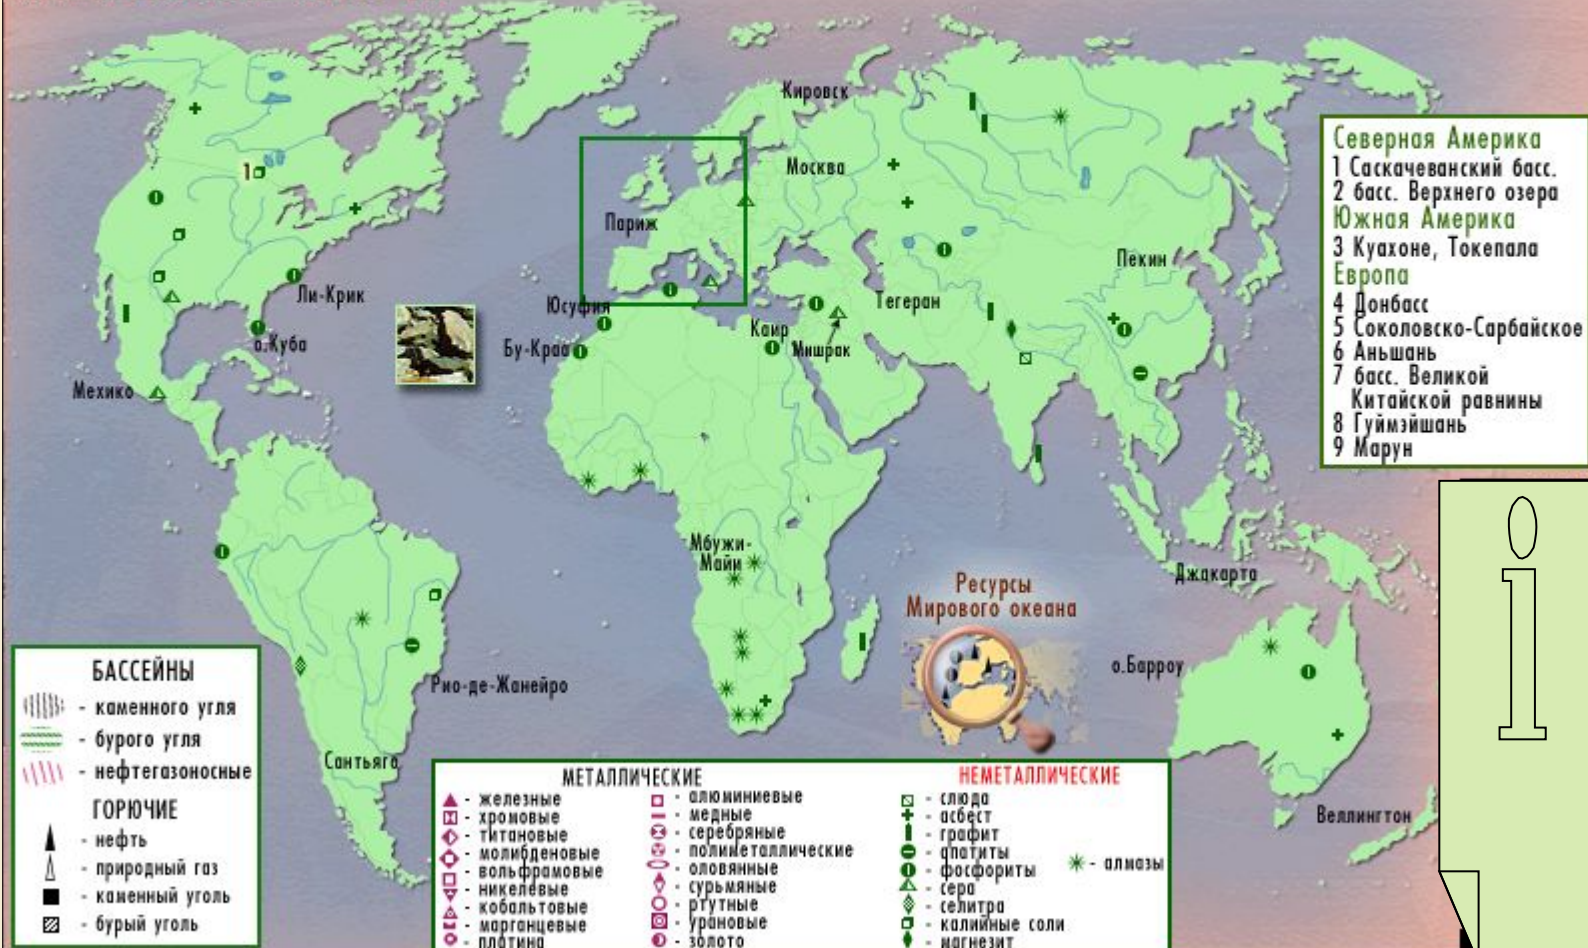 Кировск
Москва
Париж
Пекин
Ли-Крик
Тегеран
Юсуфия
о.Куба
Бу-Краа
Каир
Мишрак
Мехико
Мбужи-
Майи
Джакарта
Ресурсы
Мирового океана
о.Барроу
Рио-де-Жанейро
Сантьяго
Веллингтон
1
Северная Америка
1 Саскачеванский басс.
2 басс. Верхнего озера
Южная Америка
3 Куахоне, Токепала
Европа
4 Донбасс
5 Соколовско-Сарбайское
6 Аньшань
7 басс. Великой
Китайской равнины
8 Гуймэйшань
9 Марун
i
БАССЕЙНЫ
- каменного угля
- бурого угля
- нефтегазоносные
ГОРЮЧИЕ
- нефть
- природный газ
- каменный уголь
- бурый уголь
МЕТАЛЛИЧЕСКИЕ
- железные
- хромовые
- титановые
- молибденовые
- вольфрамовые
- никелевые
- кобальтовые
- марганцевые
- платина
- алюминиевые
- медные
- серебряные
- полиметаллические
- оловянные
- сурьмяные
- ртутные
- урановые
- золото
НЕМЕТАЛЛИЧЕСКИЕ
- слюда
- асбест
- графит
- апатиты
- фосфориты
- сера
- селитра
- калийные соли
- магнезит
- алмазы